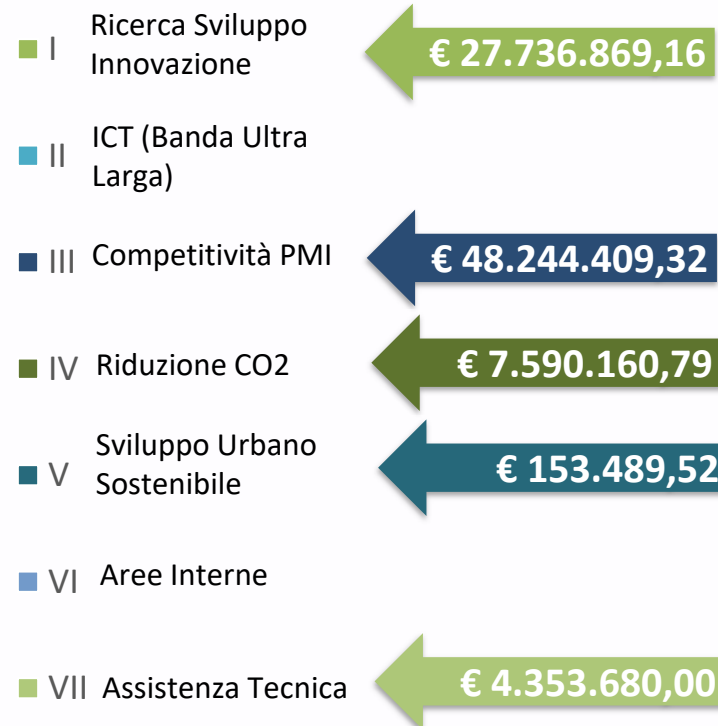 I Ricerca Sviluppo
Innovazione
€ 27.736.869,16
II ICT (Banda Ultra
Larga)
III Competitività PMI
€ 48.244.409,32
IV Riduzione CO2
€ 7.590.160,79
V Sviluppo Urbano
Sostenibile
€ 153.489,52
VI Aree Interne
VII Assistenza Tecnica
€ 4.353.680,00